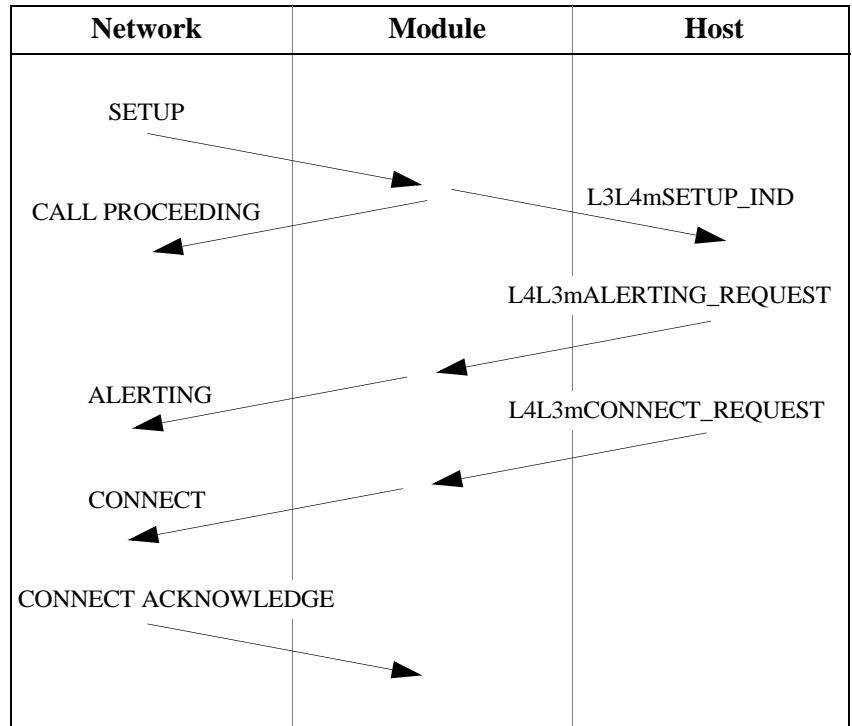 Network Module Host
SETUP
L3L4mSETUP_IND
CALL PROCEEDING
L4L3mALERTING_REQUEST
ALERTING
L4L3mCONNECT_REQUEST
CONNECT
CONNECT ACKNOWLEDGE